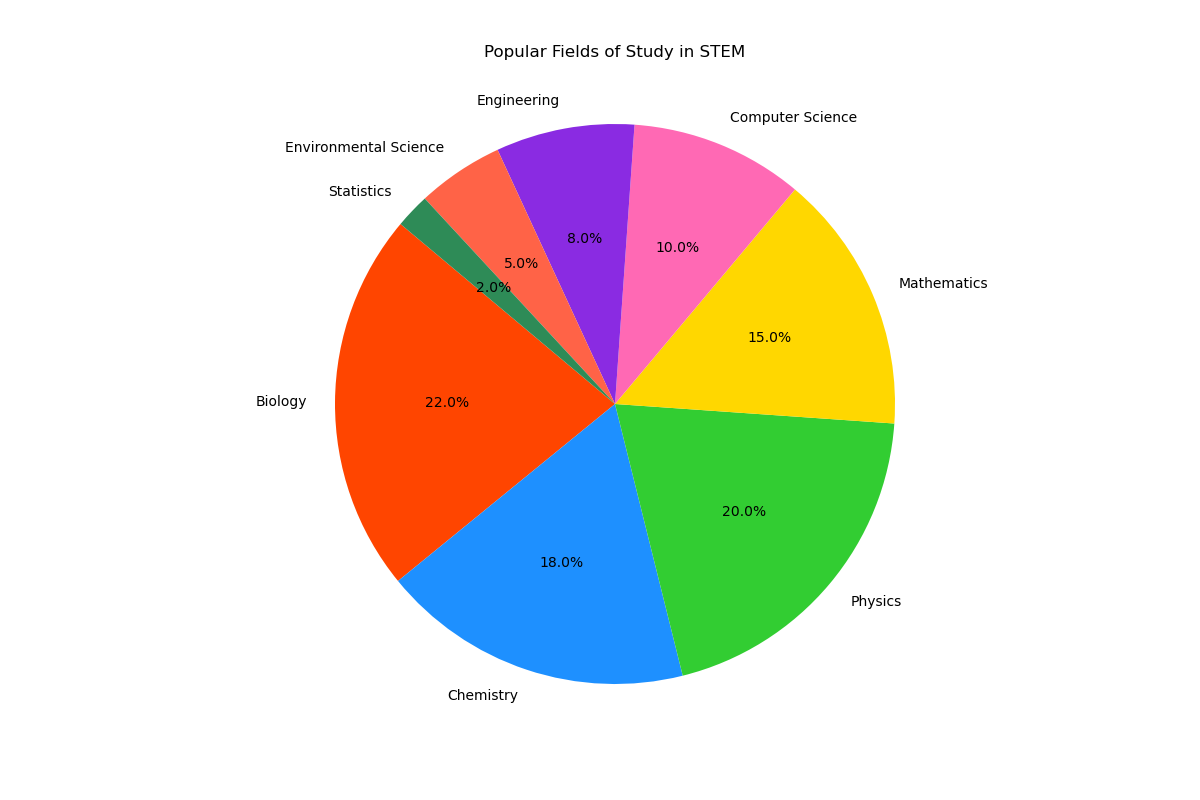 Popular Fields of Study in STEM
Engineering
Computer Science
Environmental Science
Statistics
8.0%
10.0%
5.0%
2.0%
Mathematics
15.0%
Biology
22.0%
20.0%
18.0%
Physics
Chemistry